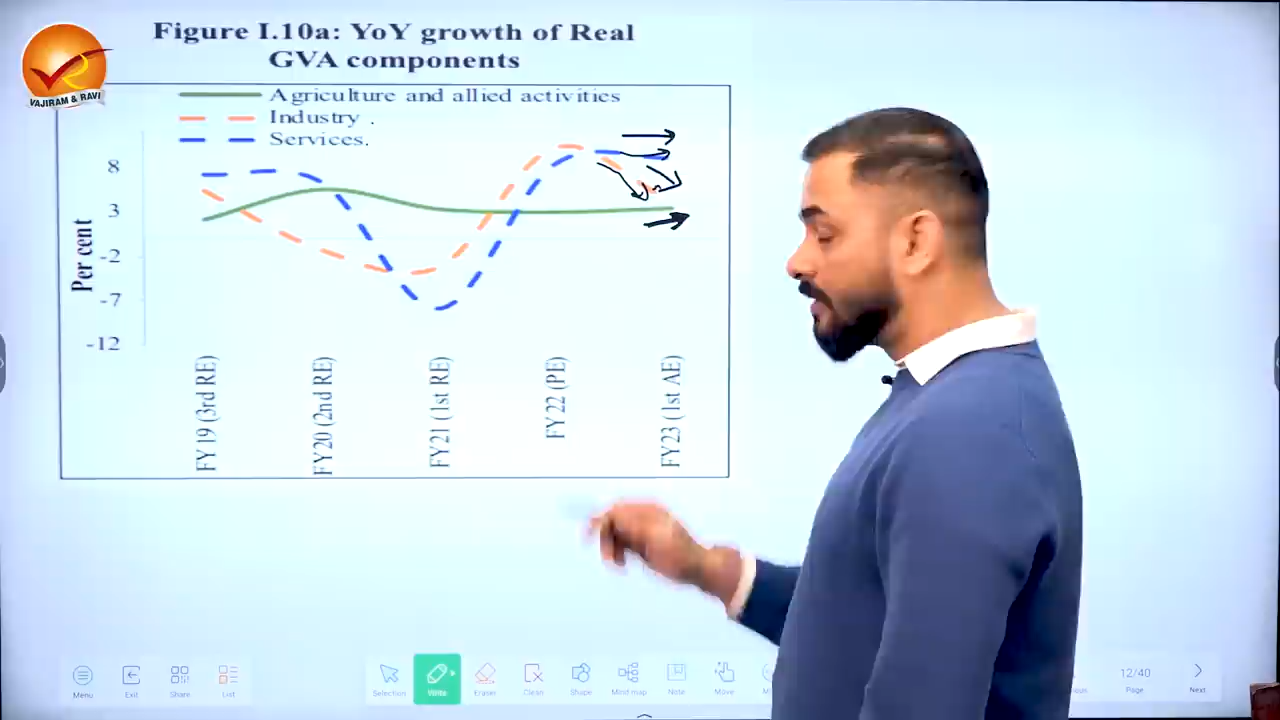 Figure I.10a: YoY growth of Real
GVA components
VAJIRAM & RAVI
Agriculture and allied activities
Industry
Services
8
3
-2
-7
-12
Per cent
FY19 (3rd RE)
FY20 (2nd RE)
FY21 (1st RE)
FY22 (PE)
FY23 (1st AE)
Menu
Exit
Share
List
Selection
Write
Eraser
Clean
Shape
Mind map
Note
Move
12/40
Page
Next